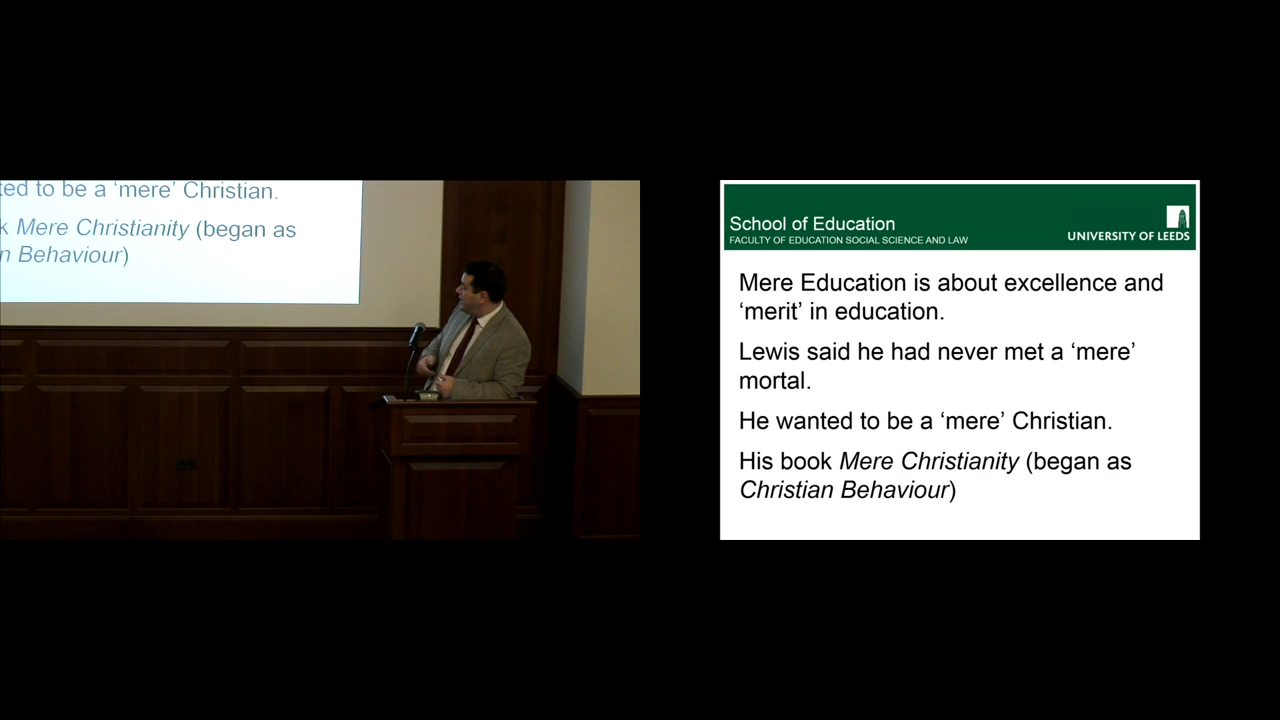 ted to be a ‘mere’ Christian.
k Mere Christianity (began as
n Behaviour)
School of Education
FACULTY OF EDUCATION SOCIAL SCIENCE AND LAW
UNIVERSITY OF LEEDS
Mere Education is about excellence and
‘merit’ in education.
Lewis said he had never met a ‘mere’
mortal.
He wanted to be a ‘mere’ Christian.
His book Mere Christianity (began as
Christian Behaviour)